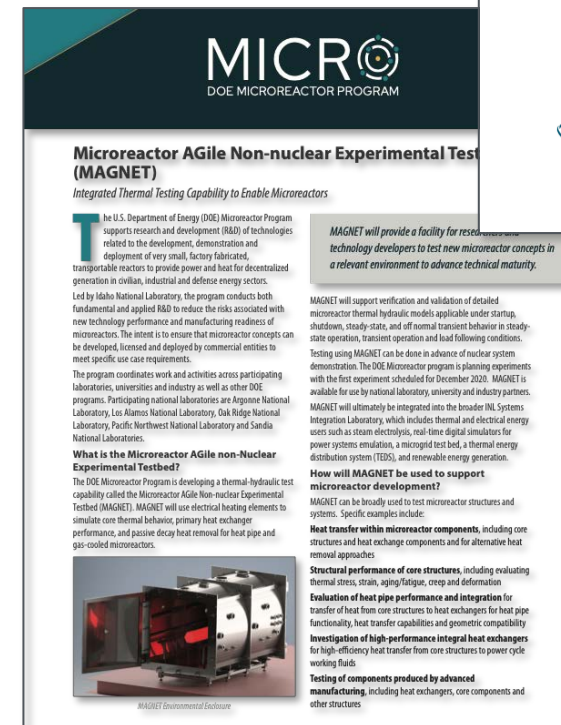 MICRO
DOE MICROREACTOR PROGRAM
Microreactor AGile Non-nuclear Experimental Test
(MAGNET)
Integrated Thermal Testing Capability to Enable Microreactors
The U.S. Department of Energy (DOE) Microreactor Program
supports research and development (R&D) of technologies
related to the development, demonstration and
deployment of very small, factory fabricated,
transportable reactors to provide power and heat for decentralized
generation in civilian, industrial and defense energy sectors.
Led by Idaho National Laboratory, the program conducts both
fundamental and applied R&D to reduce the risks associated with
new technology performance and manufacturing readiness of
microreactors. The intent is to ensure that microreactor concepts can
be developed, licensed and deployed by commercial entities to
meet specific use case requirements.
The program coordinates work and activities across participating
laboratories, universities and industry as well as other DOE
programs. Participating national laboratories are Argonne National
Laboratory, Los Alamos National Laboratory, Oak Ridge National
Laboratory, Pacific Northwest National Laboratory and Sandia
National Laboratories.
What is the Microreactor AGile non-Nuclear
Experimental Testbed?
The DOE Microreactor Program is developing a thermal-hydraulic test
capability called the Microreactor AGile Non-nuclear Experimental
Testbed (MAGNET). MAGNET will use electrical heating elements to
simulate core thermal behavior, primary heat exchanger
performance, and passive decay heat removal for heat pipe and
gas-cooled microreactors.
MAGNET Environmental Enclosure
MAGNET will provide a facility for researchers and
technology developers to test new microreactor concepts in
a relevant environment to advance technical maturity.
MAGNET will support verification and validation of detailed
microreactor thermal hydraulic models applicable under startup,
shutdown, steady-state, and off normal transient behavior in steady-
state operation, transient operation and load following conditions.
Testing using MAGNET can be done in advance of nuclear system
demonstration. The DOE Microreactor program is planning experiments
with the first experiment scheduled for December 2020. MAGNET is
available for use by national laboratory, university and industry partners.
MAGNET will ultimately be integrated into the broader INL Systems
Integration Laboratory, which includes thermal and electrical energy
users such as steam electrolysis, real-time digital simulators for
power systems emulation, a microgrid test bed, a thermal energy
distribution system (TEDS), and renewable energy generation.
How will MAGNET be used to support
microreactor development?
MAGNET can be broadly used to test microreactor structures and
systems. Specific examples include:
Heat transfer within microreactor components, including core
structures and heat exchange components and for alternative heat
removal approaches
Structural performance of core structures, including evaluating
thermal stress, strain, aging/fatigue, creep and deformation
Evaluation of heat pipe performance and integration for
transfer of heat from core structures to heat exchangers for heat pipe
functionality, heat transfer capabilities and geometric compatibility
Investigation of high-performance integral heat exchangers
for high-efficiency heat transfer from core structures to power cycle
working fluids
Testing of components produced by advanced
manufacturing, including heat exchangers, core components and
other structures